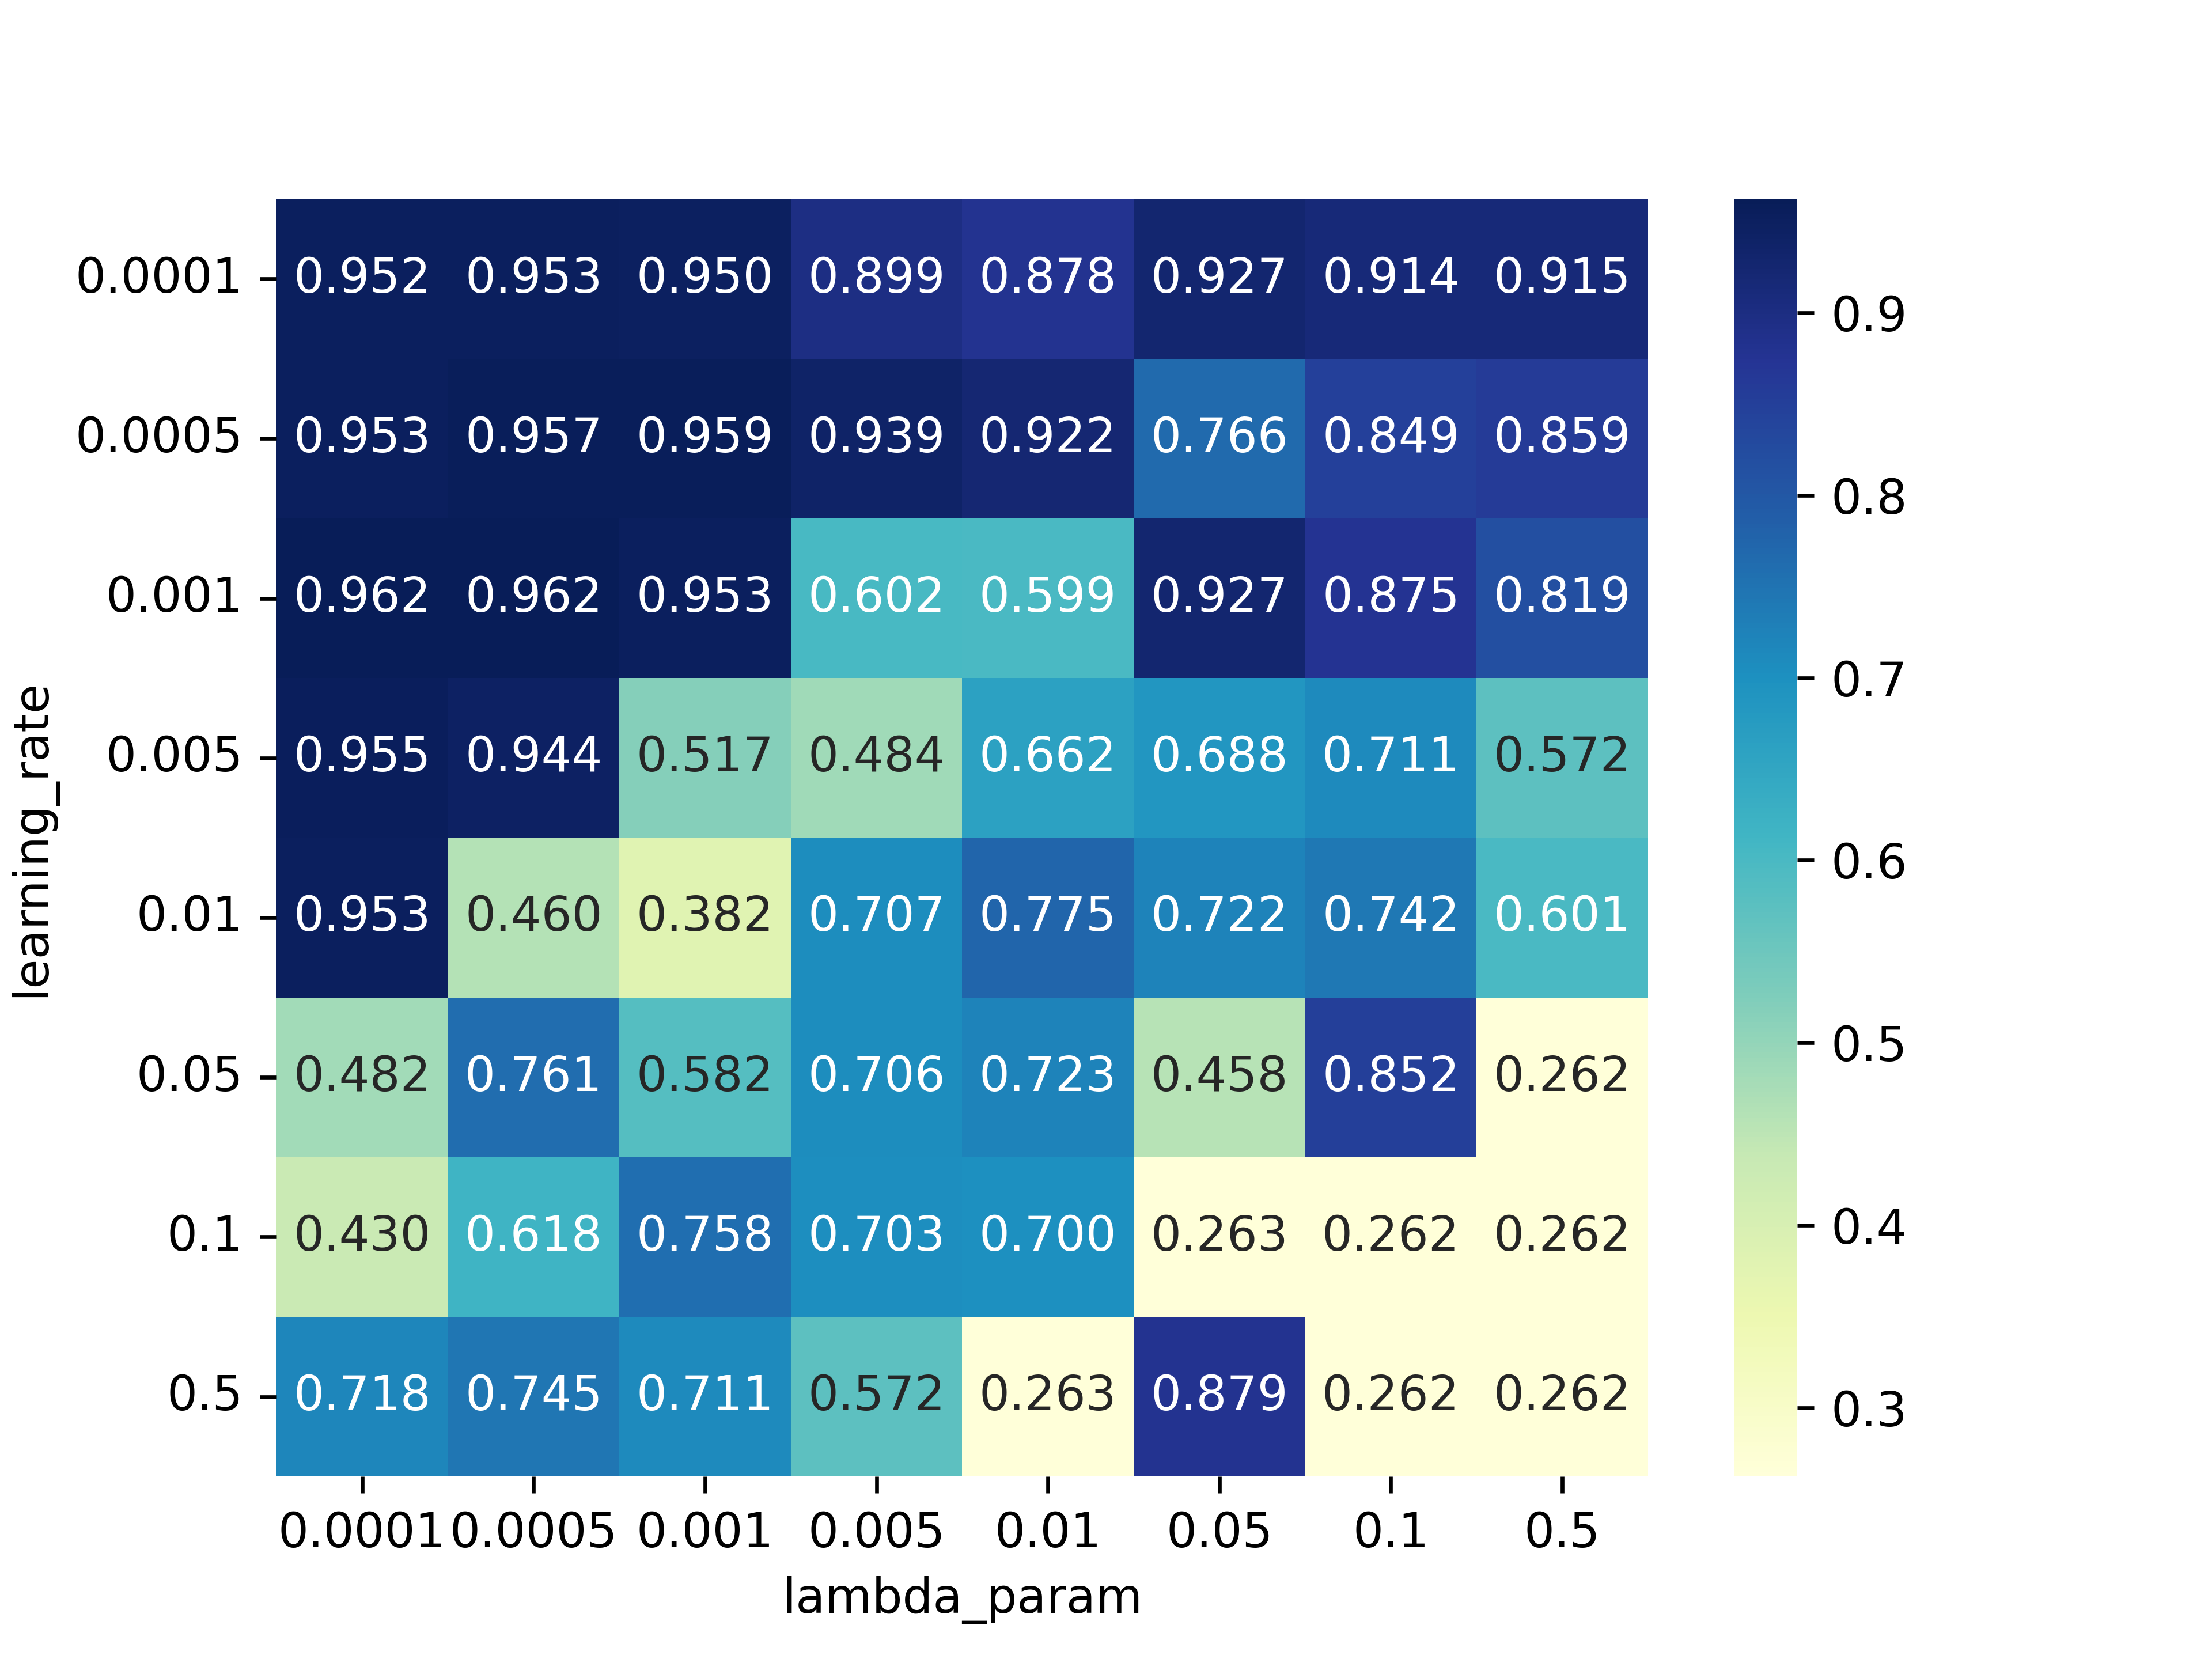 0.0001 0.952 0.953 0.950 0.899 0.878 0.927 0.914 0.915
0.0005 0.953 0.957 0.959 0.939 0.922 0.766 0.849 0.859
0.001 0.962 0.962 0.953 0.602 0.599 0.927 0.875 0.819
0.005 0.955 0.944 0.517 0.484 0.662 0.688 0.711 0.572
0.01 0.953 0.460 0.382 0.707 0.775 0.722 0.742 0.601
0.05 0.482 0.761 0.582 0.706 0.723 0.458 0.852 0.262
0.1 0.430 0.618 0.758 0.703 0.700 0.263 0.262 0.262
0.5 0.718 0.745 0.711 0.572 0.263 0.879 0.262 0.262
0.0001 0.0005 0.001 0.005 0.01 0.05 0.1 0.5
lambda_param
learning_rate
0.9
0.8
0.7
0.6
0.5
0.4
0.3